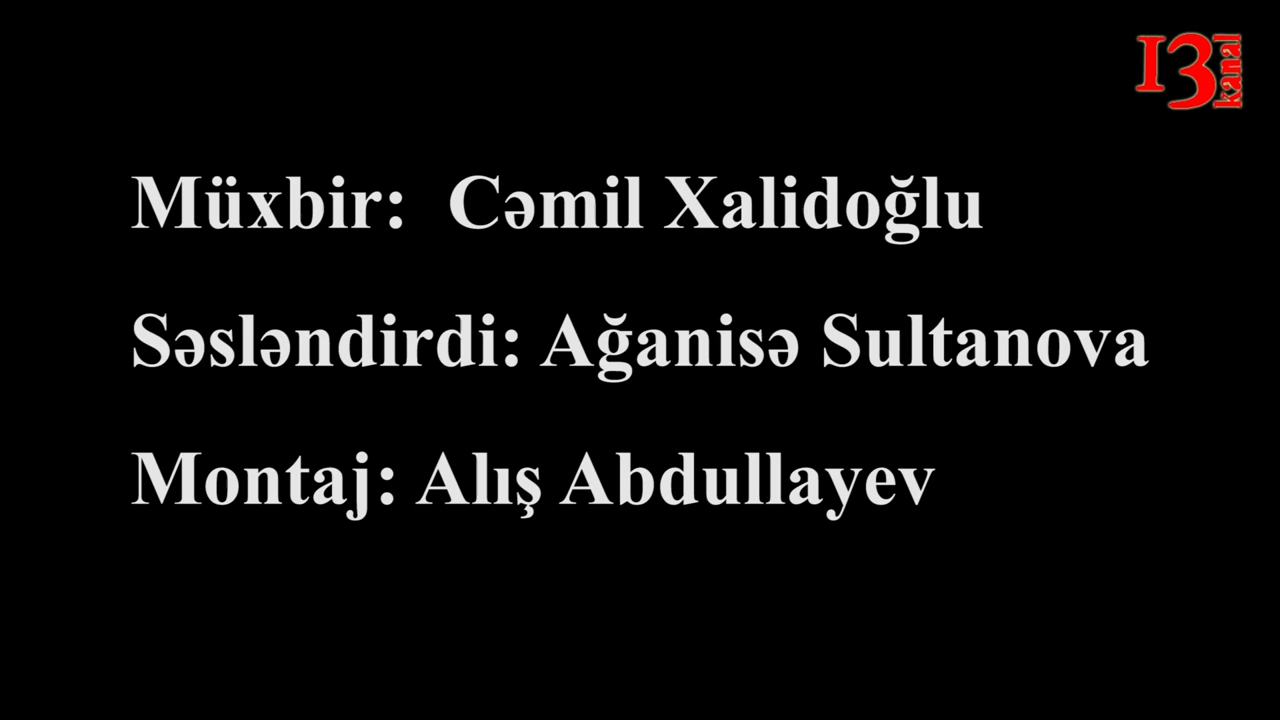 13 kanal
Müxbir: Cəmil Xalidoğlu
Səsləndirdi: Ağanisə Sultanova
Montaj: Alış Abdullayev